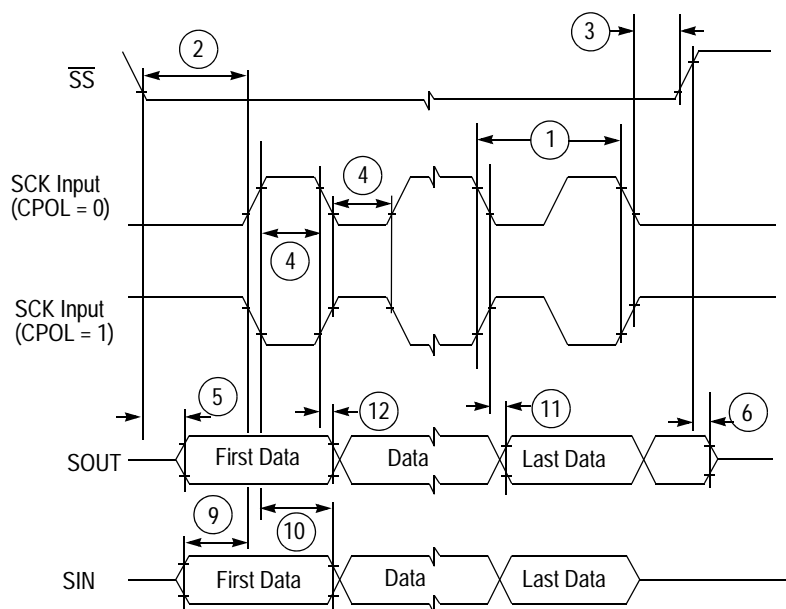 2
3
S̅S̅
1
SCK Input
(CPOL = 0)
4
4
SCK Input
(CPOL = 1)
5
12
11
6
SOUT
First Data
Data
Last Data
9
10
SIN
First Data
Data
Last Data